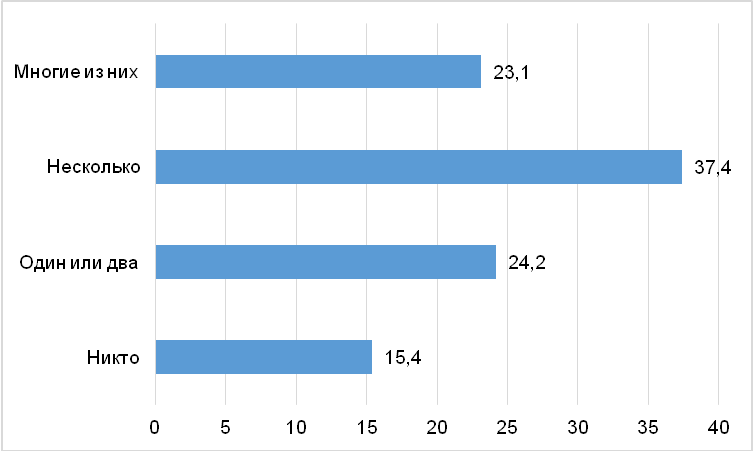 Многие из них 23,1
Несколько 37,4
Один или два 24,2
Никто 15,4
0 5 10 15 20 25 30 35 40